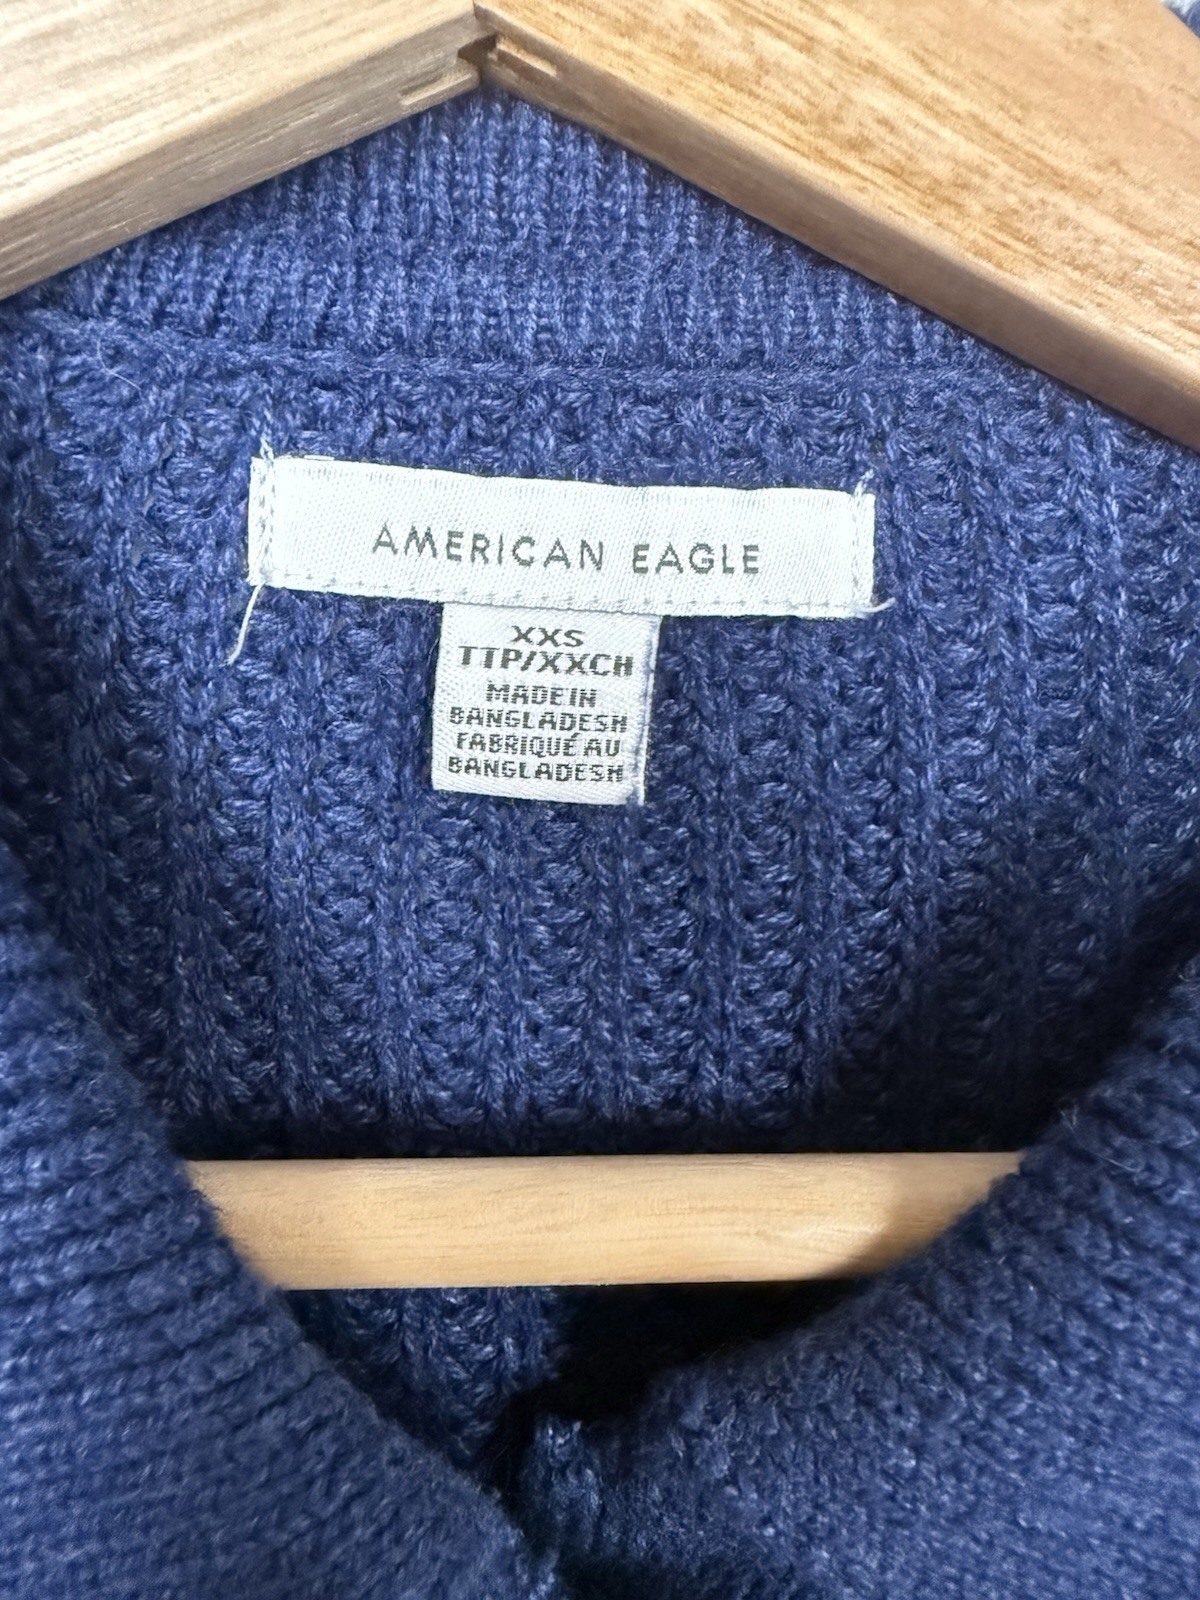 AMERICAN EAGLE
XXS
TTP/XXCH
MADE IN
BANGLADESH
FABRIQUÉ AU
BANGLADESH